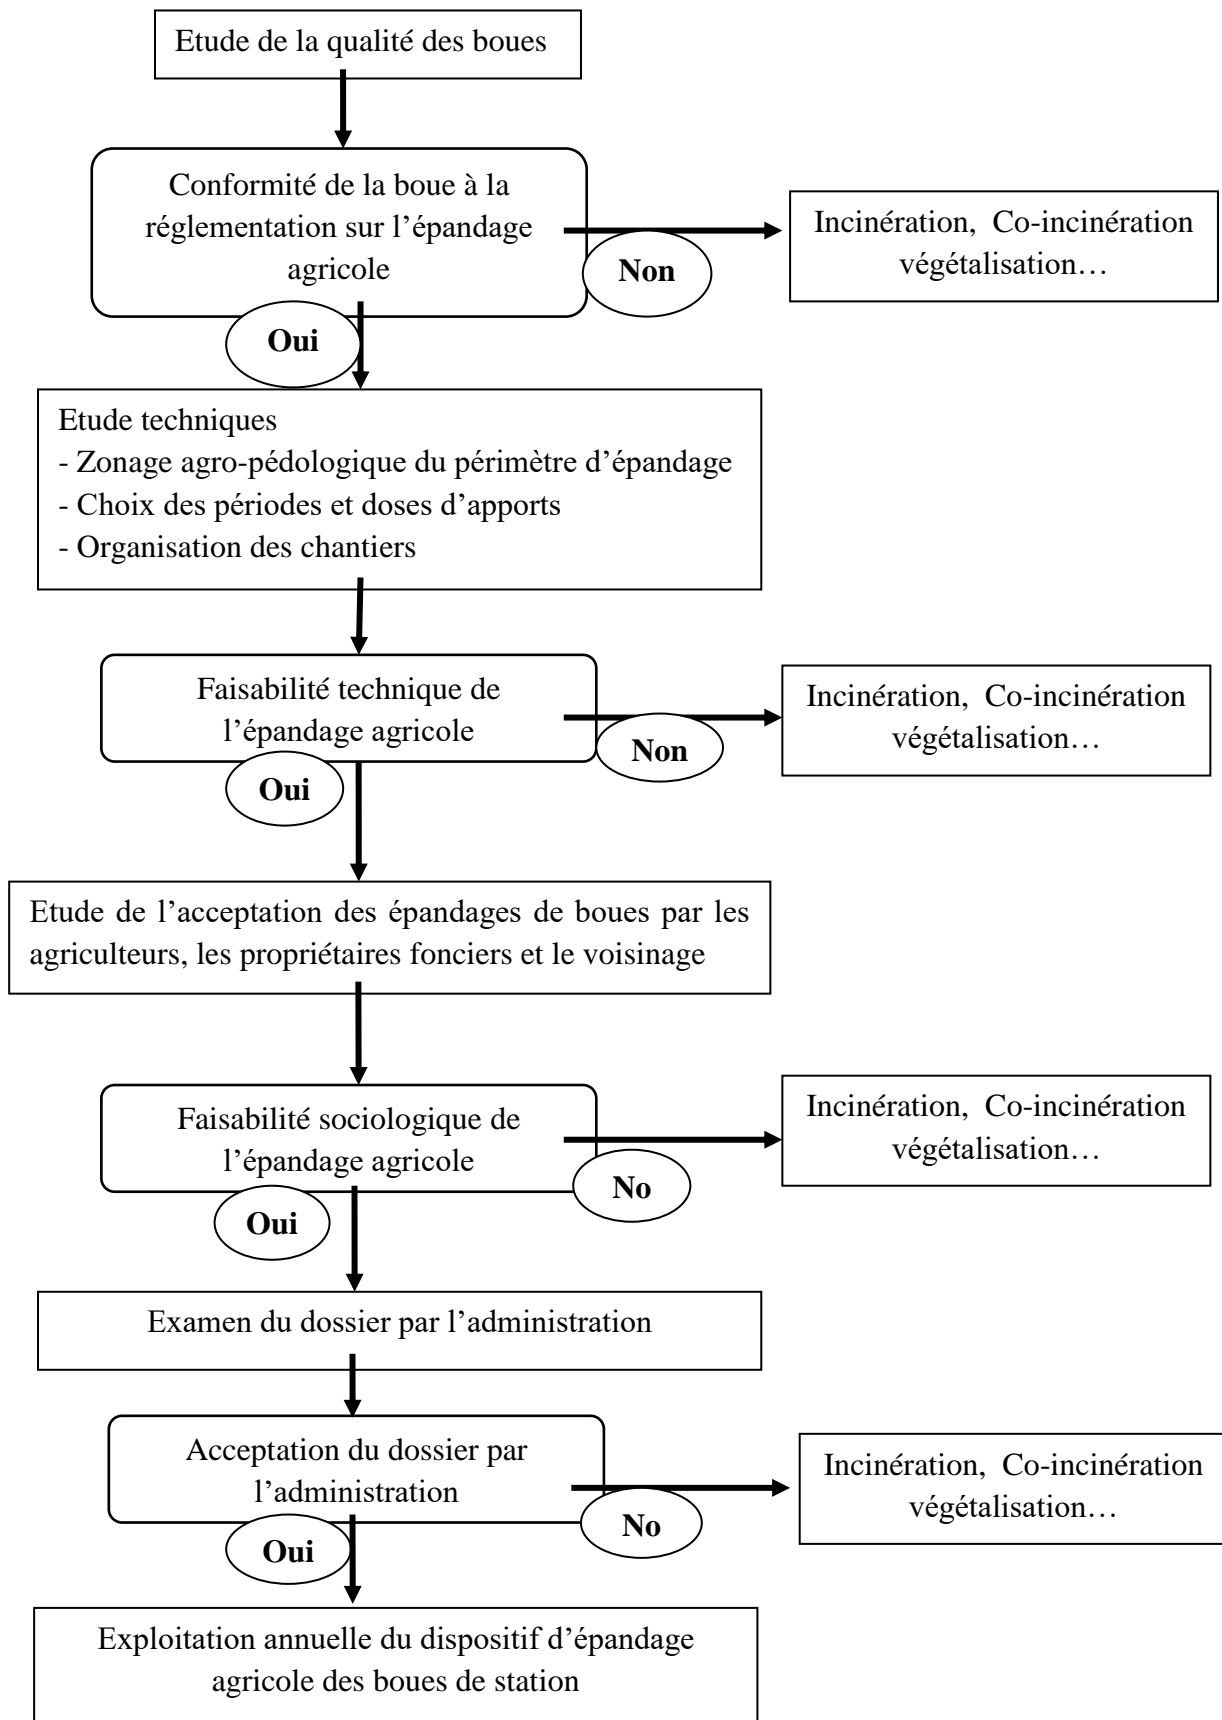 Etude de la qualité des boues
Conformité de la boue à la
réglementation sur l’épandage
agricole
Incinération, Co-incinération
végétalisation…
Non
Oui
Etude techniques
- Zonage agro-pédologique du périmètre d’épandage
- Choix des périodes et doses d’apports
- Organisation des chantiers
Faisabilité technique de
l’épandage agricole
Incinération, Co-incinération
végétalisation…
Non
Oui
Etude de l’acceptation des épandages de boues par les
agriculteurs, les propriétaires fonciers et le voisinage
Faisabilité sociologique de
l’épandage agricole
Incinération, Co-incinération
végétalisation…
No
Oui
Examen du dossier par l’administration
Acceptation du dossier par
l’administration
Incinération, Co-incinération
végétalisation…
No
Oui
Exploitation annuelle du dispositif d’épandage
agricole des boues de station